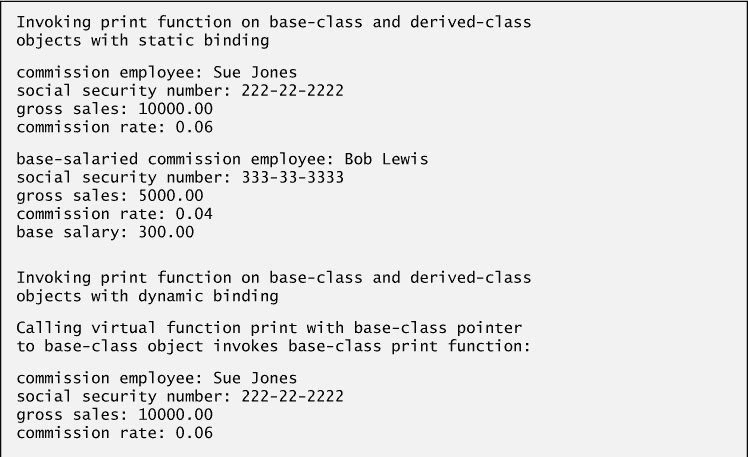 Invoking print function on base-class and derived-class
objects with static binding
commission employee: Sue Jones
social security number: 222-22-2222
gross sales: 10000.00
commission rate: 0.06
base-salaried commission employee: Bob Lewis
social security number: 333-33-3333
gross sales: 5000.00
commission rate: 0.04
base salary: 300.00
Invoking print function on base-class and derived-class
objects with dynamic binding
Calling virtual function print with base-class pointer
to base-class object invokes base-class print function:
commission employee: Sue Jones
social security number: 222-22-2222
gross sales: 10000.00
commission rate: 0.06